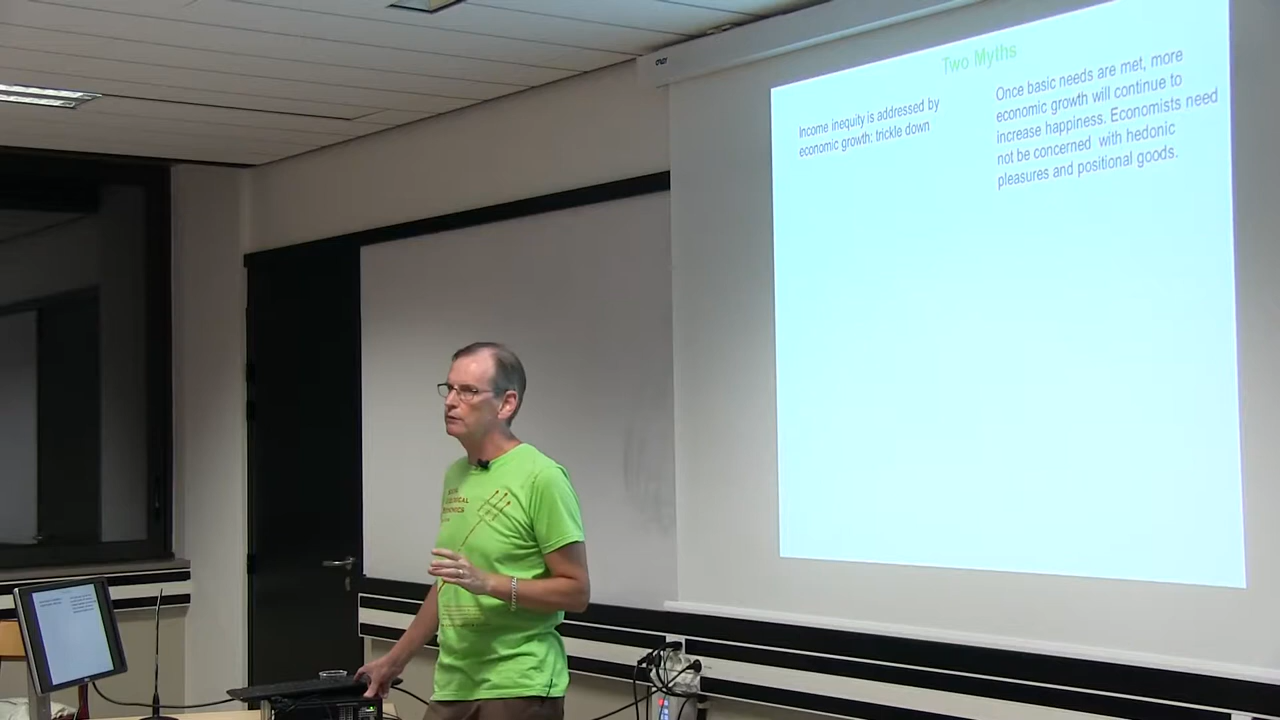 Two Myths
Income inequity is addressed by
economic growth: trickle down
Once basic needs are met, more
economic growth will continue to
increase happiness. Economists need
not be concerned with hedonic
pleasures and positional goods.